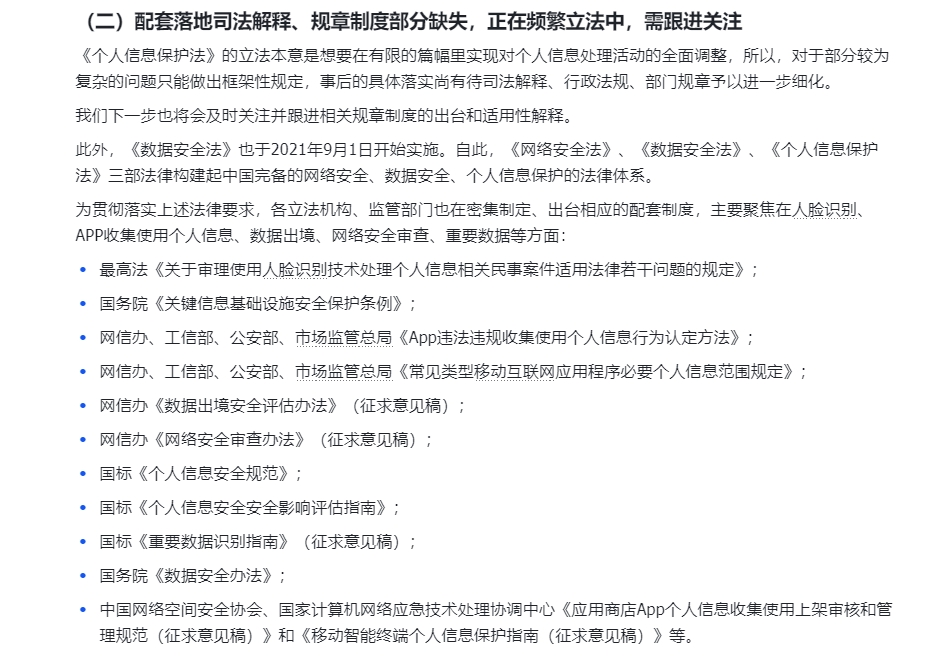 （二）配套落地司法解释、规章制度部分缺失，正在频繁立法中，需跟进关注
《个人信息保护法》的立法本意是想要在有限的篇幅里实现对个人信息处理活动的全面调整，所以，对于部分较为
复杂的问题只能做出框架性规定，事后的具体落实尚有待司法解释、行政法规、部门规章予以进一步细化。
我们下一步也将会及时关注并跟进相关规章制度的出台和适用性解释。
此外，《数据安全法》也于2021年9月1日开始实施。自此，《网络安全法》、《数据安全法》、《个人信息保护
法》三部法律构建起中国完备的网络安全、数据安全、个人信息保护的法律体系。
为贯彻落实上述法律要求，各立法机构、监管部门也在密集制定、出台相应的配套制度，主要聚焦在人脸识别、
APP收集使用个人信息、数据出境、网络安全审查、重要数据等方面：
• 最高法《关于审理使用人脸识别技术处理个人信息相关民事案件适用法律若干问题的规定》；
• 国务院《关键信息基础设施安全保护条例》；
• 网信办、工信部、公安部、市场监管总局《App违法违规收集使用个人信息行为认定方法》；
• 网信办、工信部、公安部、市场监管总局《常见类型移动互联网应用程序必要个人信息范围规定》；
• 网信办《数据出境安全评估办法》（征求意见稿）；
• 网信办《网络安全审查办法》（征求意见稿）；
• 国标《个人信息安全规范》；
• 国标《个人信息安全安全影响评估指南》；
• 国标《重要数据识别指南》（征求意见稿）；
• 国务院《数据安全办法》；
• 中国网络空间安全协会、国家计算机网络应急技术处理协调中心《应用商店App个人信息收集使用上架审核和管
理规范（征求意见稿）》和《移动智能终端个人信息保护指南（征求意见稿）》等。